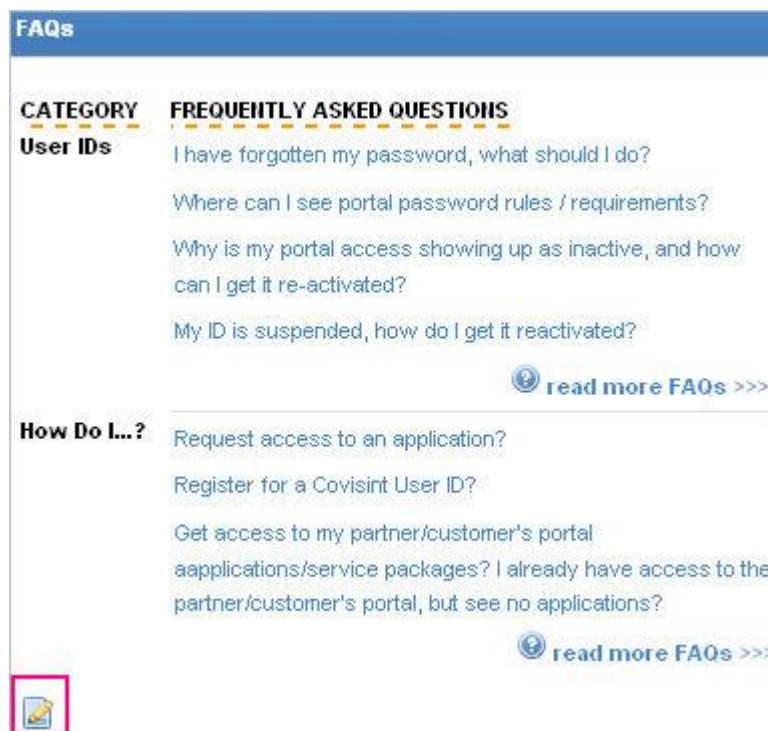 FAQs
CATEGORY FREQUENTLY ASKED QUESTIONS
User IDs I have forgotten my password, what should I do?
Where can I see portal password rules / requirements?
Why is my portal access showing up as inactive, and how
can I get it re-activated?
My ID is suspended, how do I get it reactivated?
read more FAQs >>>
How Do I...? Request access to an application?
Register for a Covisint User ID?
Get access to my partner/customer's portal
aapplications/service packages? I already have access to the
partner/customer's portal, but see no applications?
read more FAQs >>>